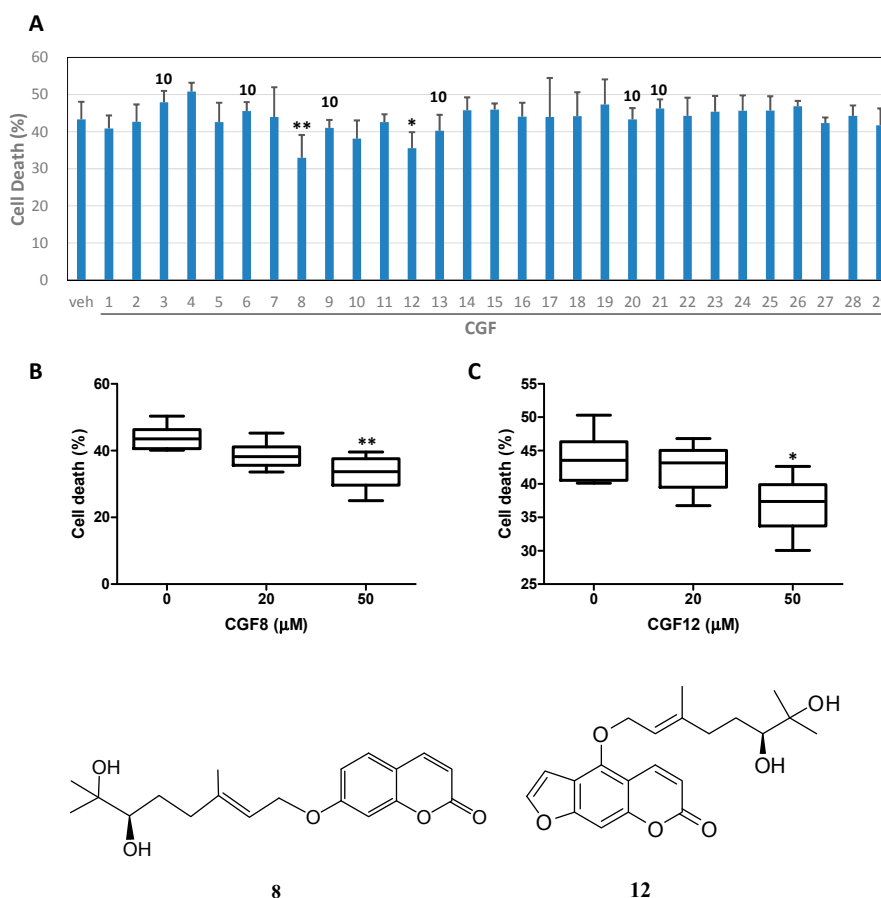 A
60
50
40
30
20
10
0
Cell Death (%)
10 10 ** 10 * 10 10 10
veh 1 2 3 4 5 6 7 8 9 10 11 12 13 14 15 16 17 18 19 20 21 22 23 24 25 26 27 28
CGF
B
60
40
20
0
Cell death (%)
**
0 20 50
CGF8 (µM)
C
55
50
45
40
35
30
25
Cell death (%)
*
0 20 50
CGF12 (µM)
OH
OH
O
O
O
8
O
OH
OH
O
O
O
12